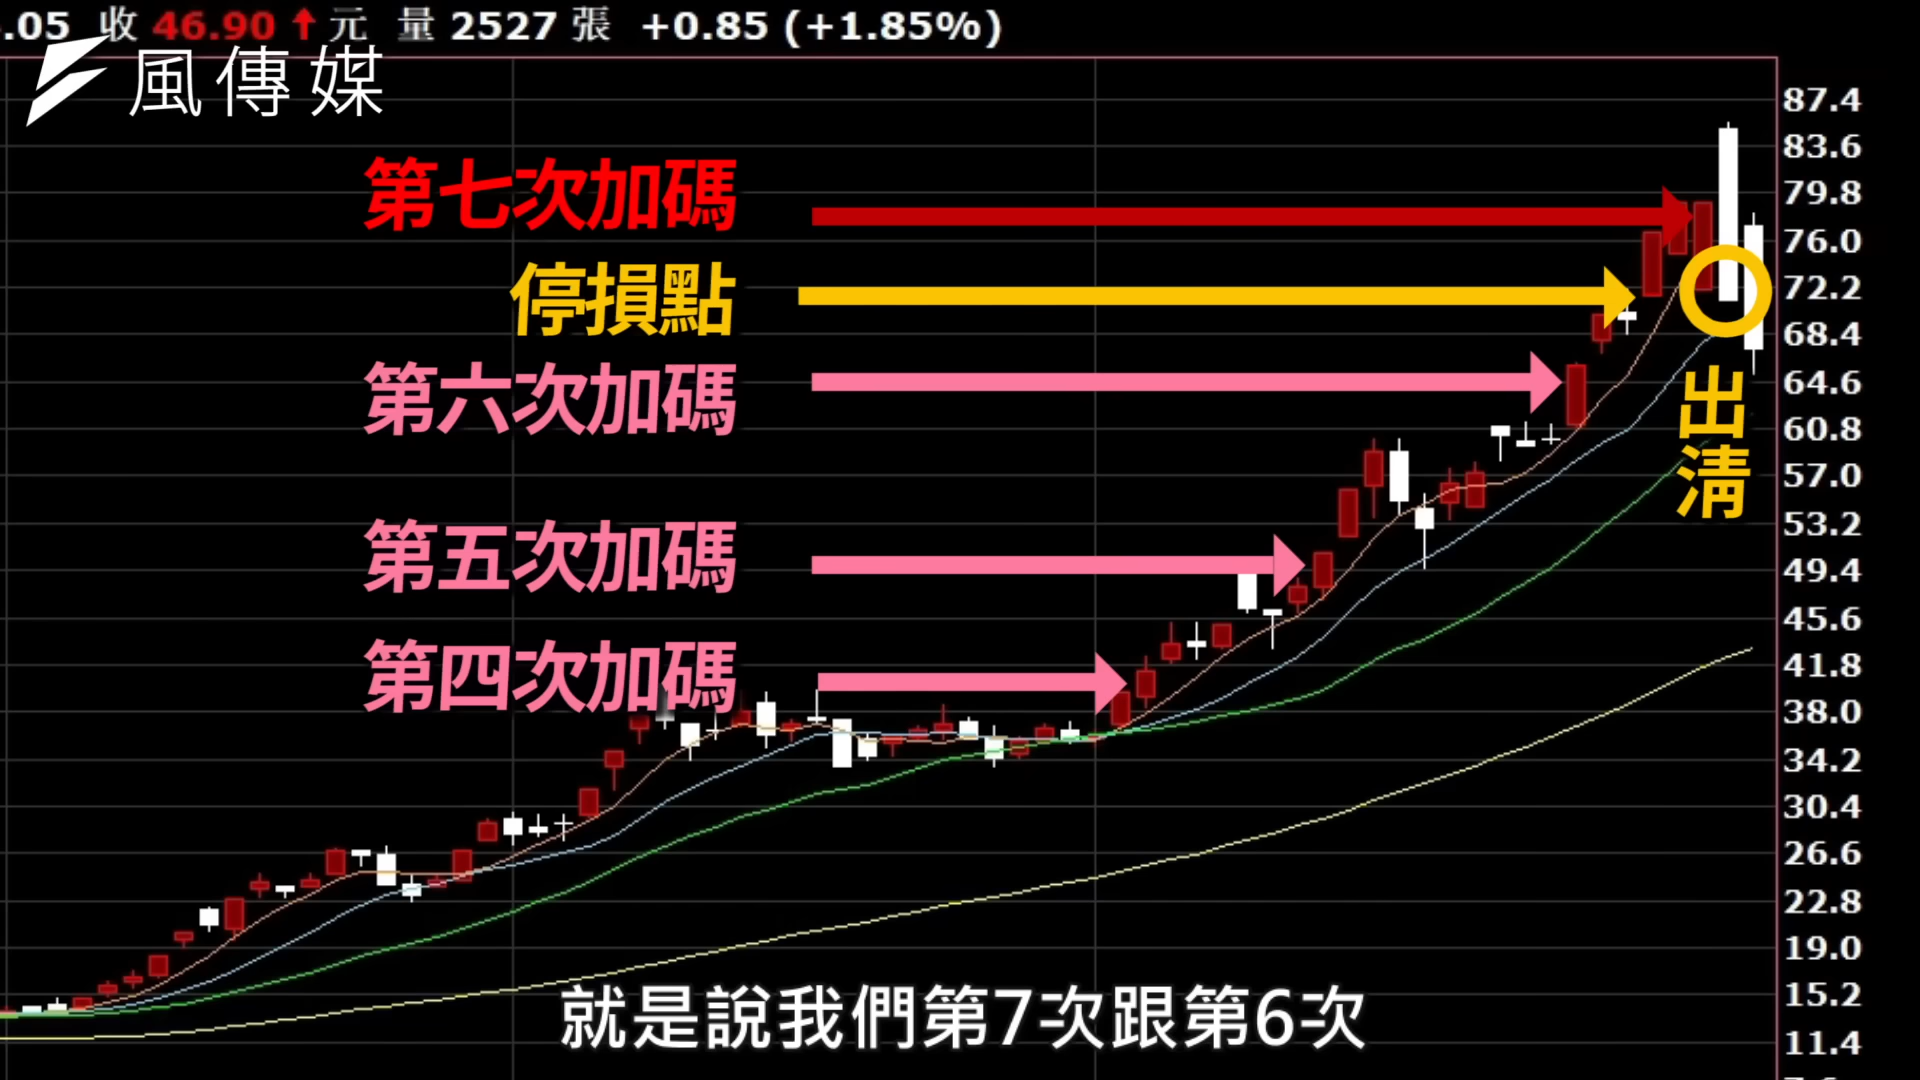 .05 收 46.90 ↑ 元 量 2527 張 +0.85 (+1.85%)
風傳媒
第七次加碼
停損點
第六次加碼
第五次加碼
第四次加碼
出清
87.4
83.6
79.8
76.0
72.2
68.4
64.6
60.8
57.0
53.2
49.4
45.6
41.8
38.0
34.2
30.4
26.6
22.8
19.0
15.2
11.4
就是說我們第7次跟第6次